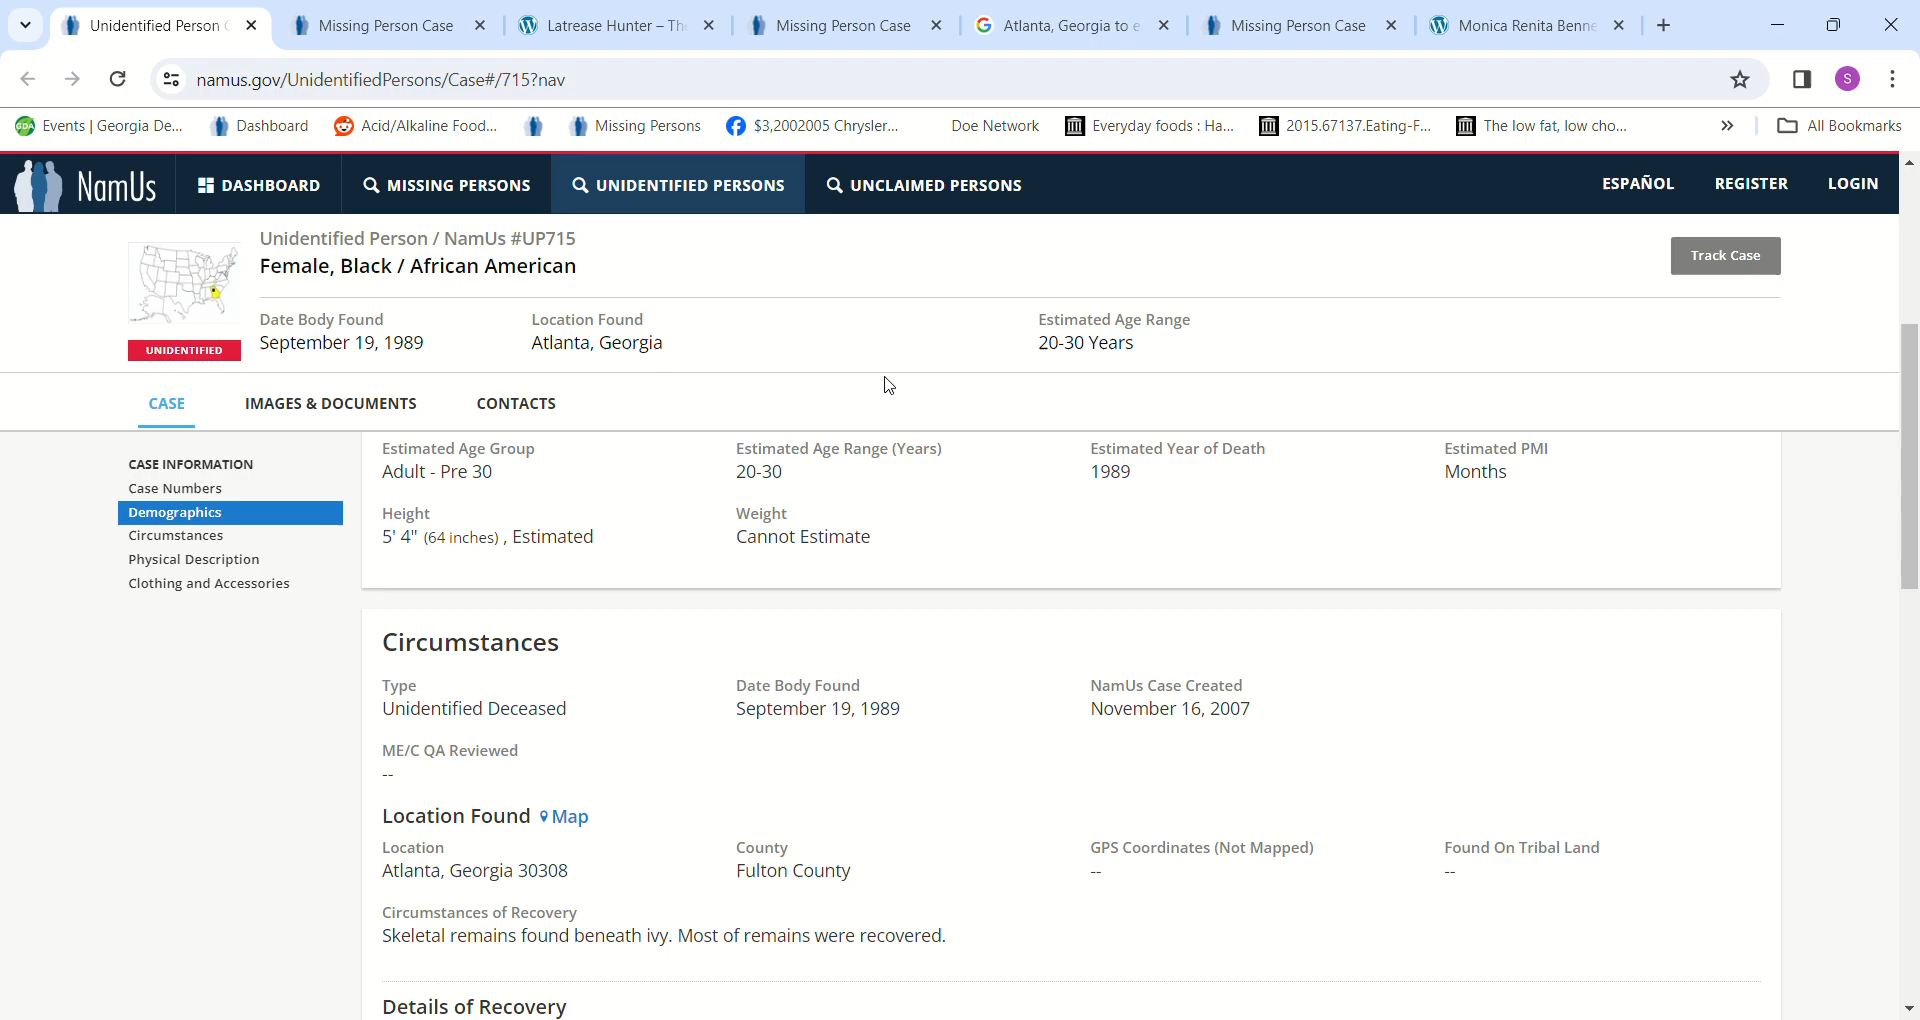 Unidentified Person C
Missing Person Case
Latrease Hunter – Th
Missing Person Case
Atlanta, Georgia to e
Missing Person Case
Monica Renita Benne
namus.gov/UnidentifiedPersons/Case#/715?nav
S
Events | Georgia De...
Dashboard
Acid/Alkaline Food...
Missing Persons
$3,2002005 Chrysler...
Doe Network
Everyday foods : Ha...
2015.67137.Eating-F...
The low fat, low cho...
All Bookmarks
NamUs
DASHBOARD
MISSING PERSONS
UNIDENTIFIED PERSONS
UNCLAIMED PERSONS
ESPAÑOL
REGISTER
LOGIN
Unidentified Person / NamUs #UP715
Female, Black / African American
Track Case
UNIDENTIFIED
Date Body Found
September 19, 1989
Location Found
Atlanta, Georgia
Estimated Age Range
20-30 Years
CASE
IMAGES & DOCUMENTS
CONTACTS
CASE INFORMATION
Case Numbers
Demographics
Circumstances
Physical Description
Clothing and Accessories
Estimated Age Group
Adult - Pre 30
Estimated Age Range (Years)
20-30
Estimated Year of Death
1989
Estimated PMI
Months
Height
5' 4" (64 inches) , Estimated
Weight
Cannot Estimate
Circumstances
Type
Unidentified Deceased
Date Body Found
September 19, 1989
NamUs Case Created
November 16, 2007
ME/C QA Reviewed
--
Location Found Map
Location
Atlanta, Georgia 30308
County
Fulton County
GPS Coordinates (Not Mapped)
--
Found On Tribal Land
--
Circumstances of Recovery
Skeletal remains found beneath ivy. Most of remains were recovered.
Details of Recovery